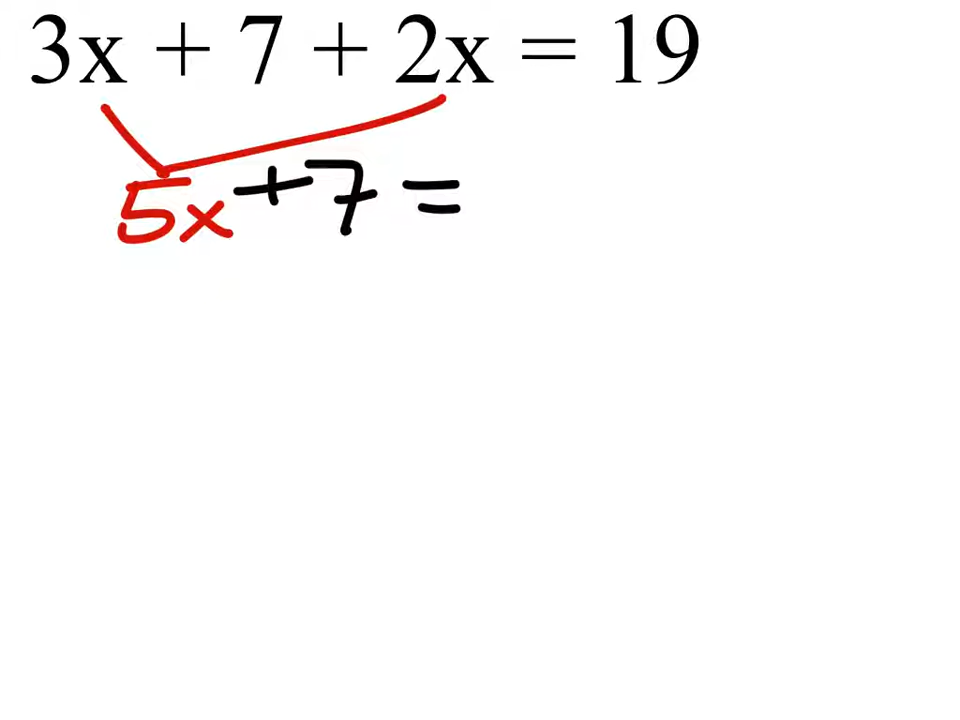 3x + 7 + 2x = 19
5x + 7 =